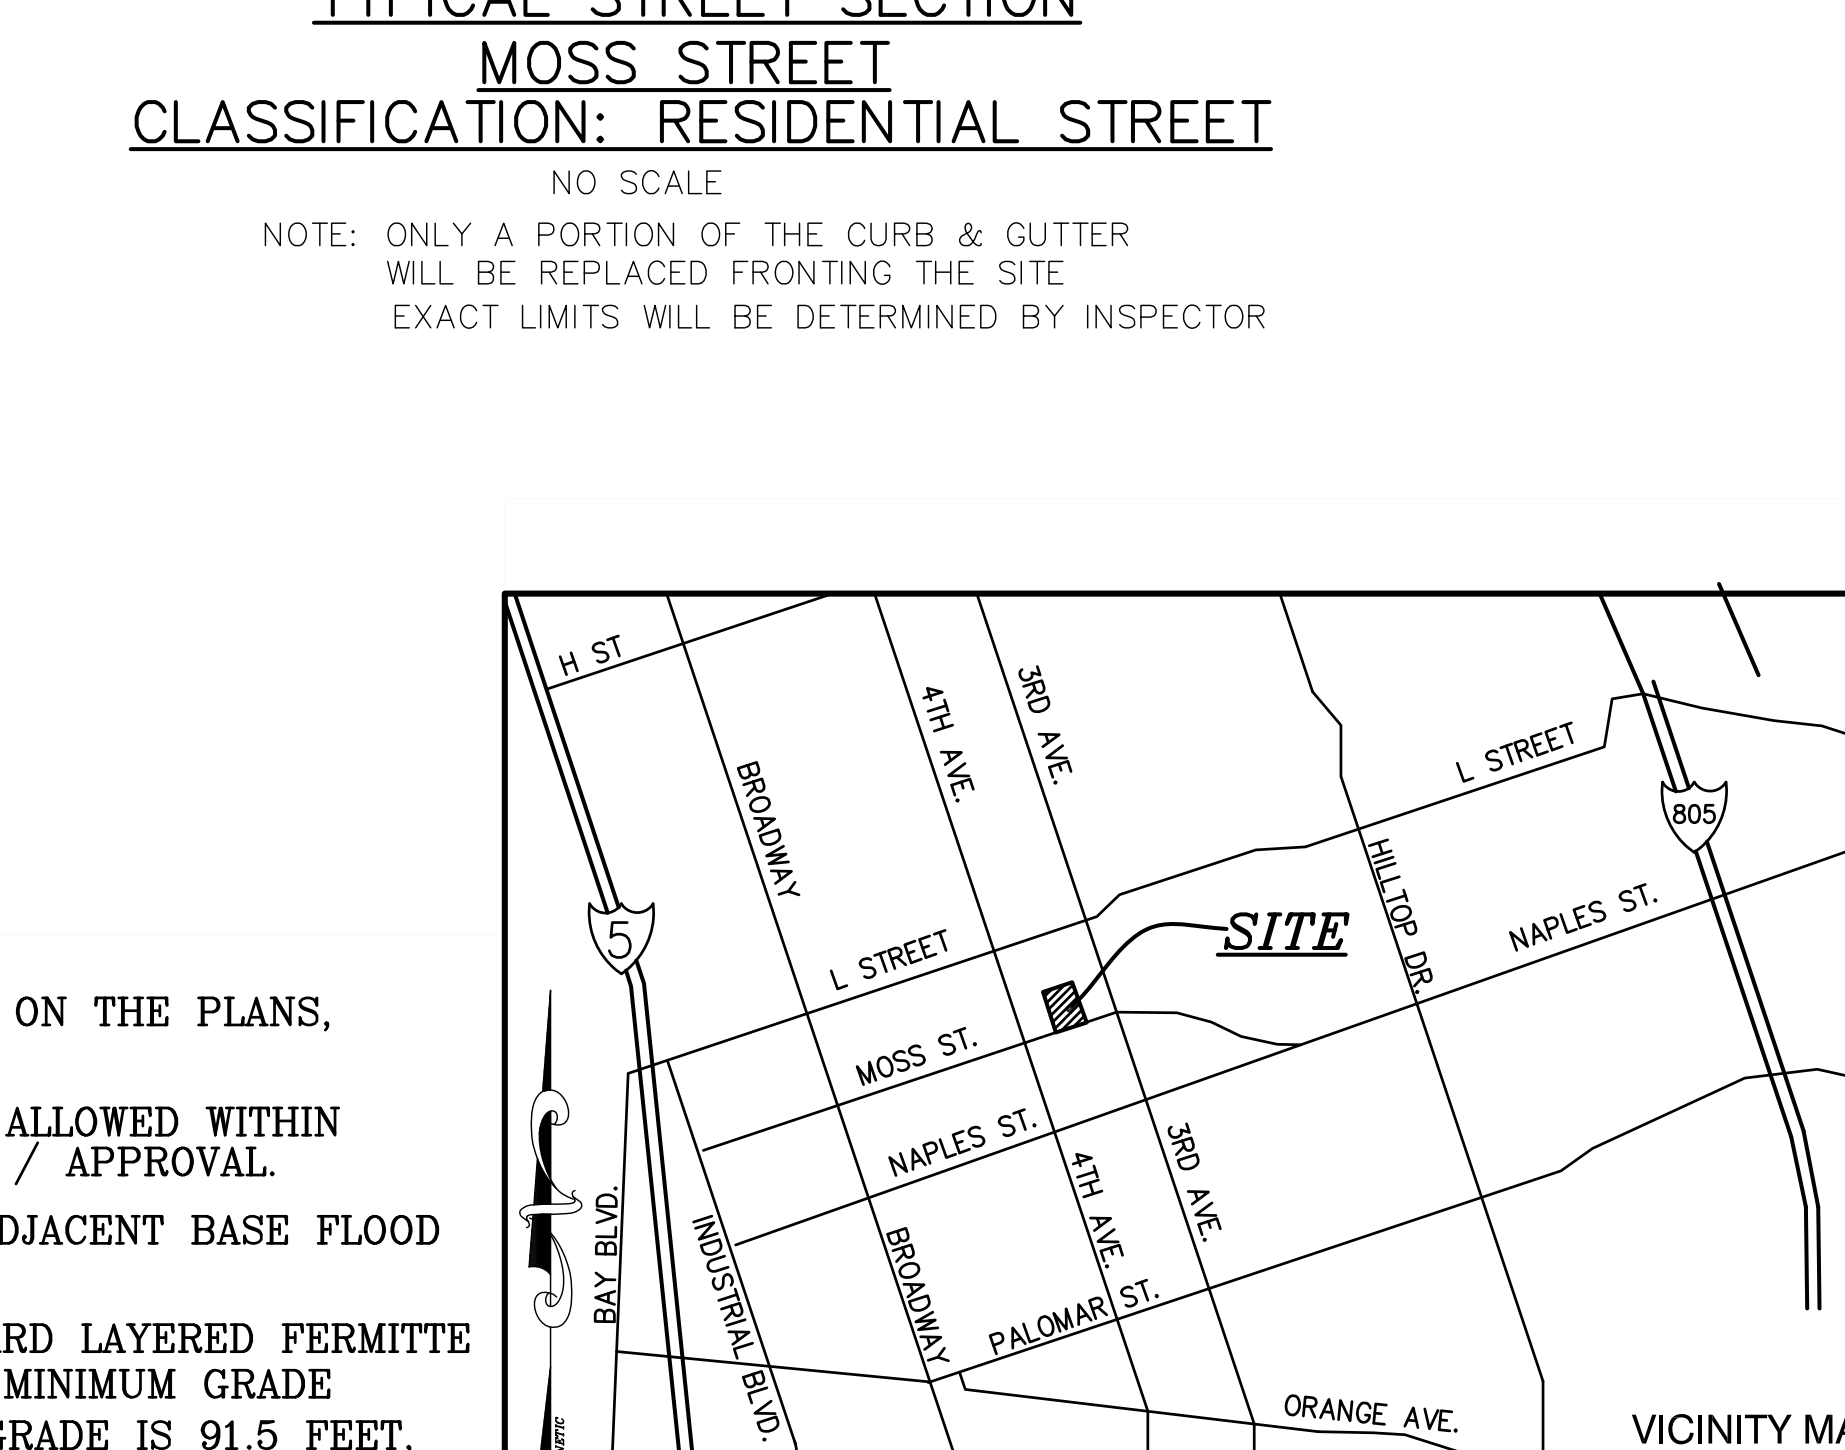 TYPICAL STREET SECTION
MOSS STREET
CLASSIFICATION: RESIDENTIAL STREET
NO SCALE
NOTE: ONLY A PORTION OF THE CURB & GUTTER
WILL BE REPLACED FRONTING THE SITE
EXACT LIMITS WILL BE DETERMINED BY INSPECTOR
ON THE PLANS,
ALLOWED WITHIN
/ APPROVAL.
DJACENT BASE FLOOD
RD LAYERED FERMITTE
MINIMUM GRADE
GRADE IS 91.5 FEET,
H ST
BROADWAY
4TH AVE.
3RD AVE.
L STREET
805
5
L STREET
SITE
HILLTOP DR.
NAPLES ST.
MOSS ST.
NAPLES ST.
BAY BLVD.
INDUSTRIAL BLVD.
BROADWAY
4TH AVE.
3RD AVE.
PALOMAR ST.
ORANGE AVE.
NETIC
VICINITY MA